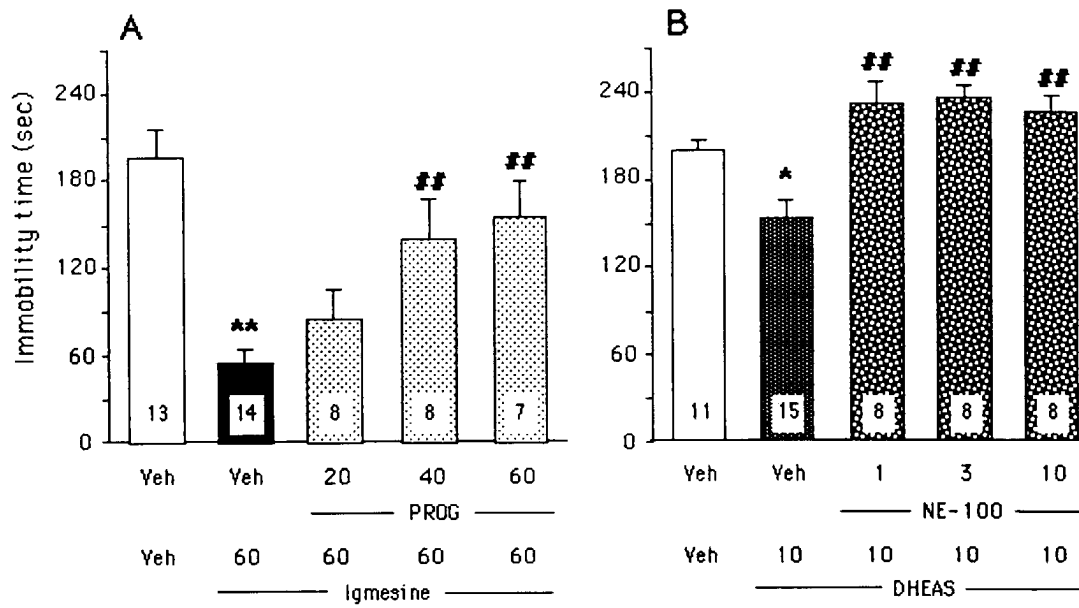 A
Immobility time (sec)
240
180
120
60
0
**
##
##
13 14 8 8 7
Veh Veh 20 40 60
PROG
Veh 60 60 60 60
Igmesine
B
240
180
120
60
0
*
##
##
##
11 15 8 8 8
Veh Veh 1 3 10
NE-100
Veh 10 10 10 10
DHEAS